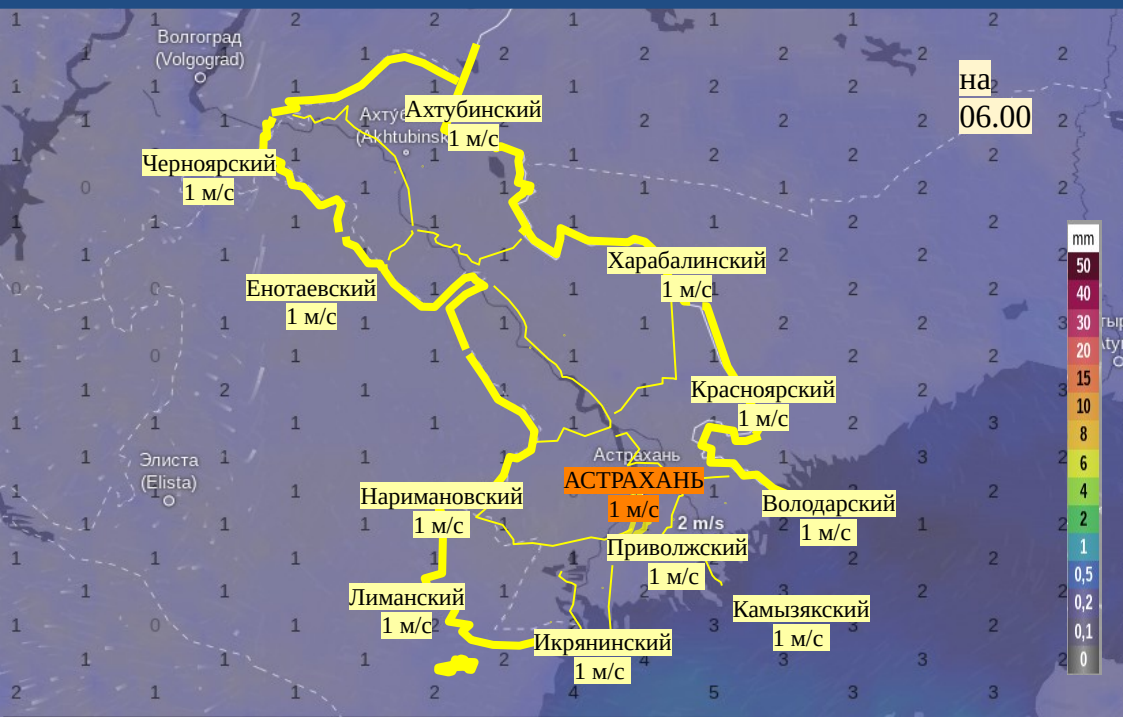 Волгоград
(Volgograd)
на
06.00
Ахтубинский
1 м/с
(Akhtubinsk
Черноярский
1 м/с
Харабалинский
1 м/с
Енотаевский
1 м/с
mm
50
40
30
20
15
10
8
6
4
2
1
0,5
0,2
0,1
0
Красноярский
1 м/с
Элиста
(Elista)
Астрахань
АСТРАХАНЬ
1 м/с
Наримановский
1 м/с
Володарский
1 м/с
2 m/s
Приволжский
1 м/с
Лиманский
1 м/с
Камызякский
1 м/с
Икрянинский
1 м/с